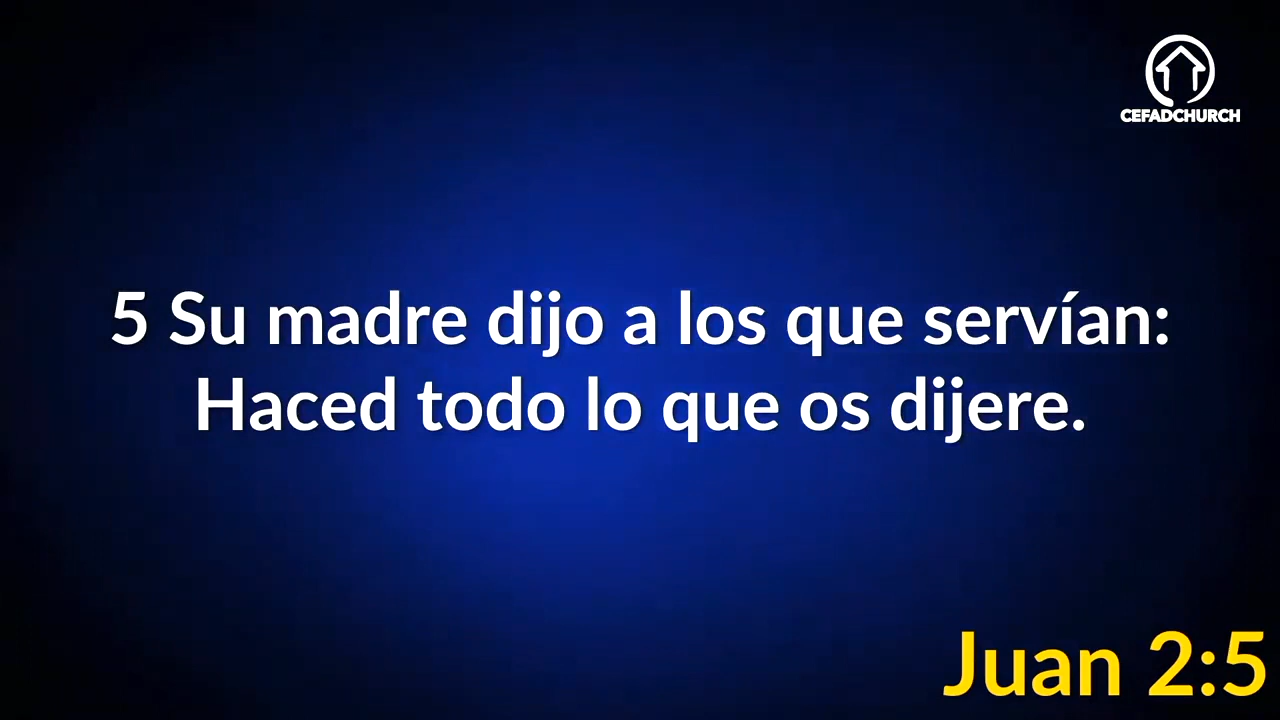 CEFADCHURCH
5 Su madre dijo a los que servían:
Haced todo lo que os dijere.
Juan 2:5